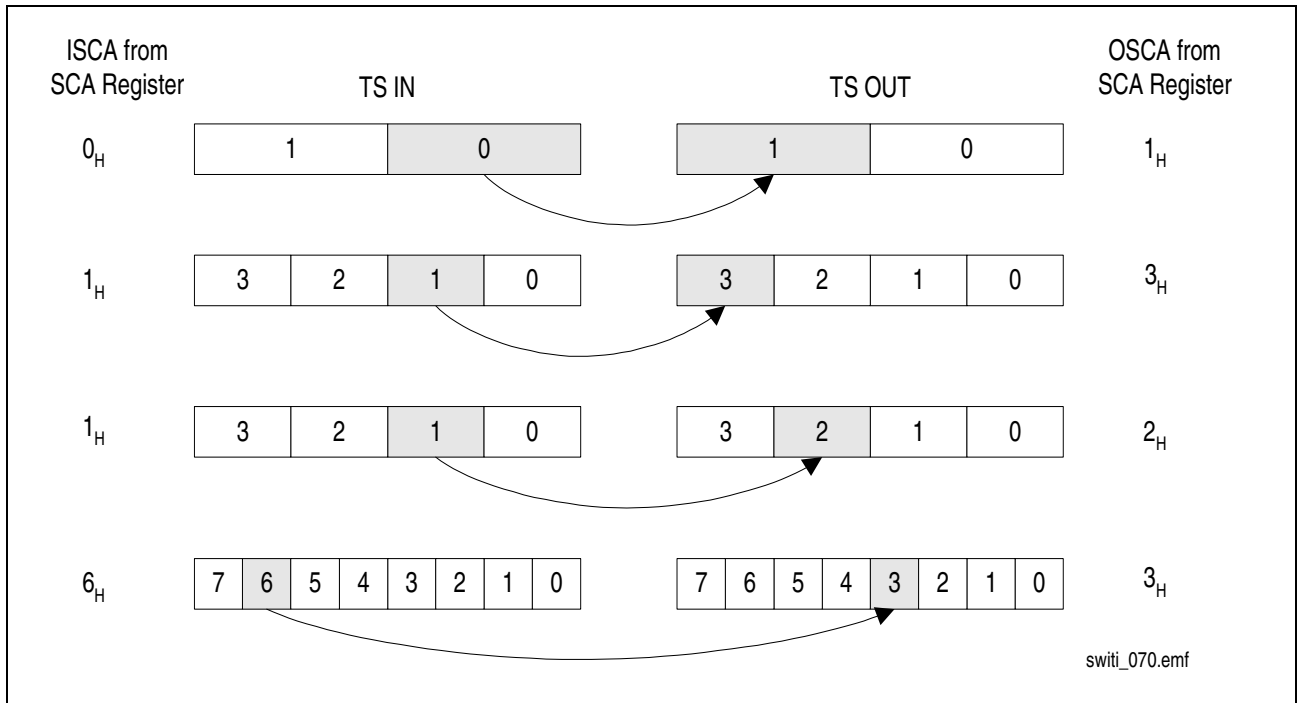 ISCA from
SCA Register
TS IN
TS OUT
OSCA from
SCA Register
0H
1 0
1 0
1H
1H
3 2 1 0
3 2 1 0
3H
1H
3 2 1 0
3 2 1 0
2H
6H
7 6 5 4 3 2 1 0
7 6 5 4 3 2 1 0
3H
switi_070.emf